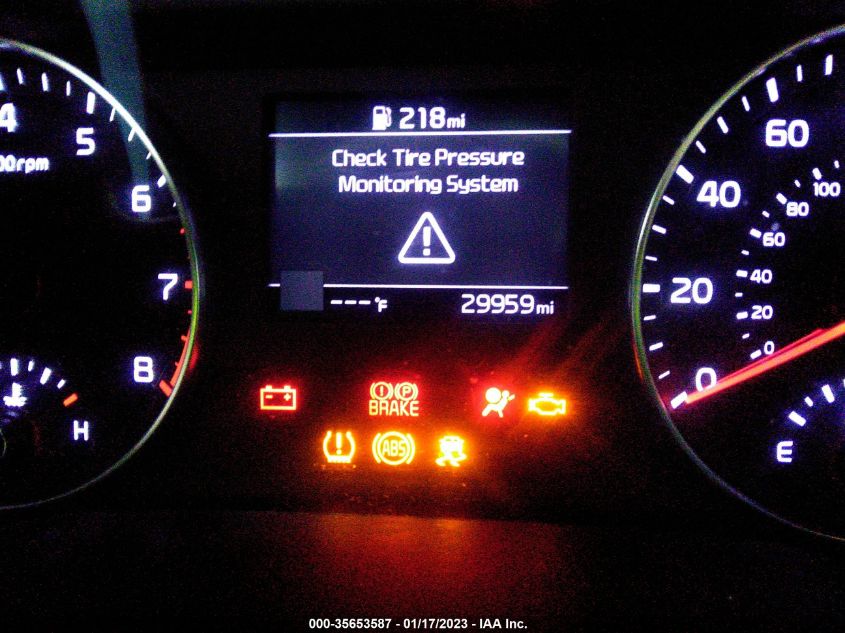 218mi
Check Tire Pressure
Monitoring System
---°F 29959mi
4
5
6
7
8
00rpm
H
0
20
40
60
0
20
40
60
80
100
E
BRAKE
P
ABS
000-35653587 - 01/17/2023 - IAA Inc.